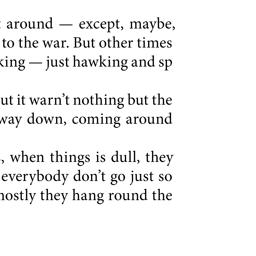 around — except, maybe,
to the war. But other times
king — just hawking and sp
ut it warn’t nothing but the
way down, coming around
, when things is dull, they
everybody don’t go just so
nostly they hang round the